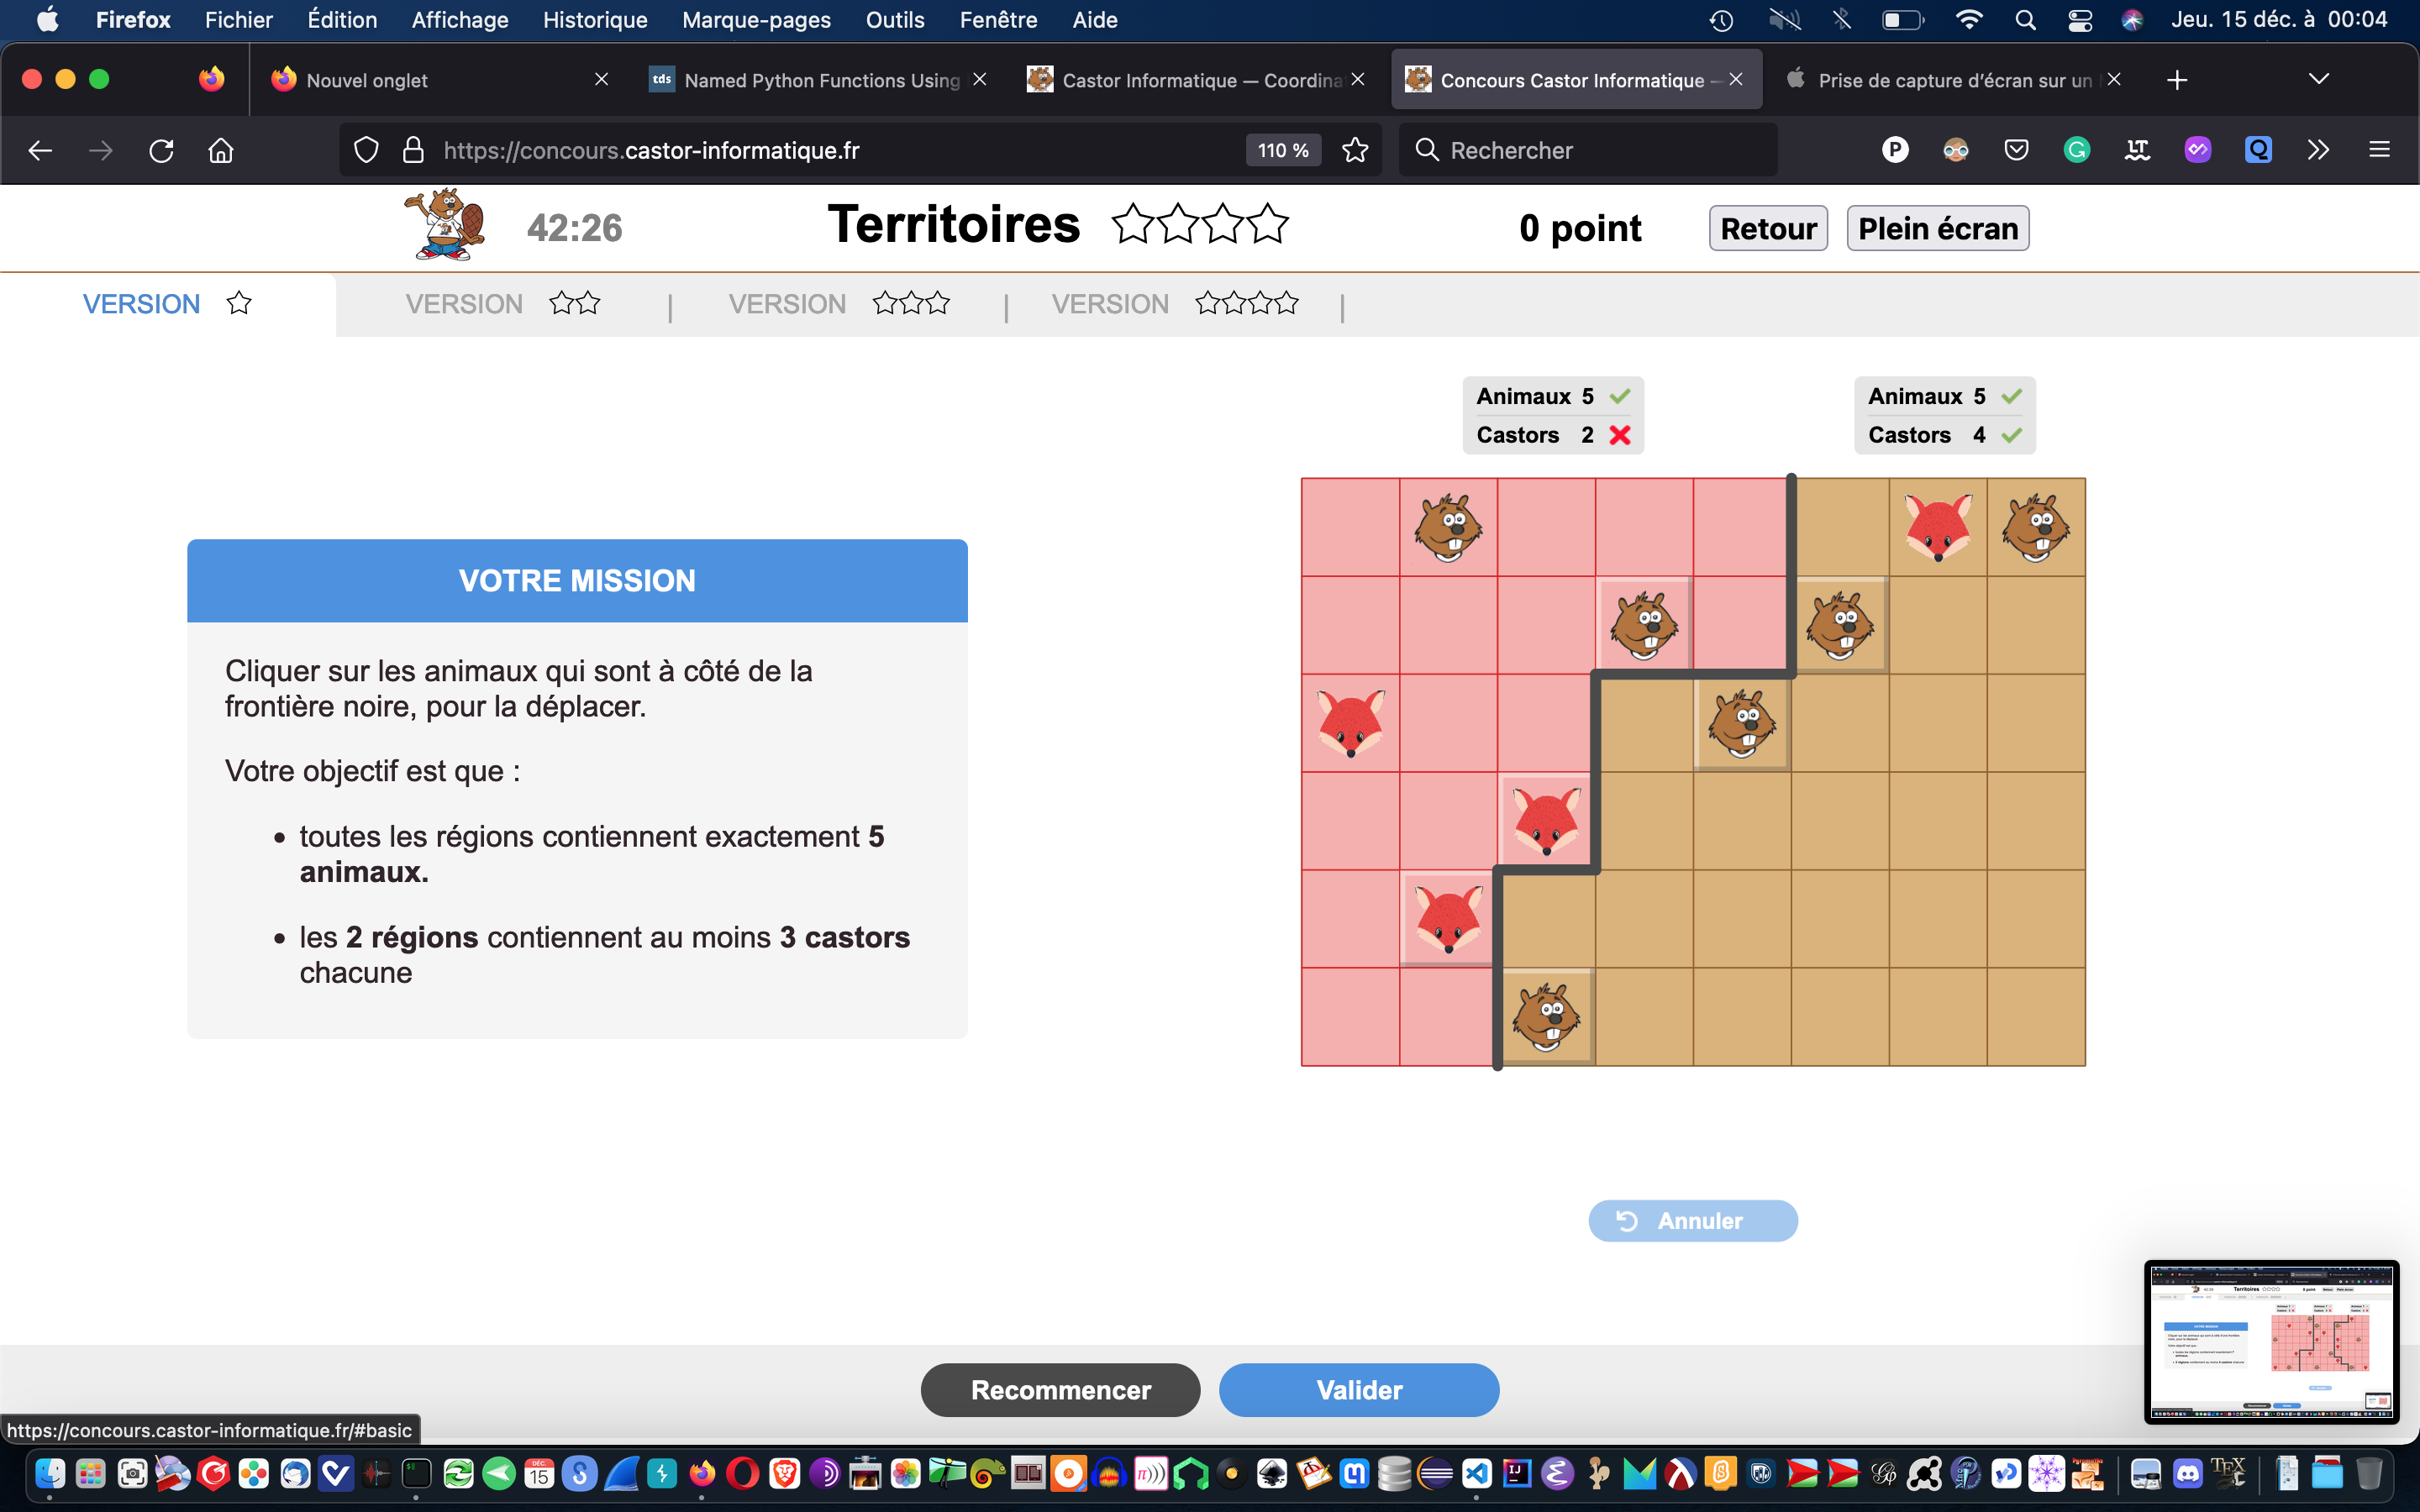 Firefox Fichier Édition Affichage Historique Marque-pages Outils Fenêtre Aide Jeu. 15 déc. à 00:04
Nouvel onglet tds Named Python Functions Using Castor Informatique — Coordina Concours Castor Informatique — Prise de capture d'écran sur un
https://concours.castor-informatique.fr 110 % Rechercher
42:26 Territoires 0 point Retour Plein écran
VERSION VERSION VERSION VERSION
Animaux 5 Animaux 5
Castors 2 Castors 4
VOTRE MISSION
Cliquer sur les animaux qui sont à côté de la
frontière noire, pour la déplacer.
Votre objectif est que :
• toutes les régions contiennent exactement 5
animaux.
• les 2 régions contiennent au moins 3 castors
chacune
Annuler
Recommencer Valider
https://concours.castor-informatique.fr/#basic